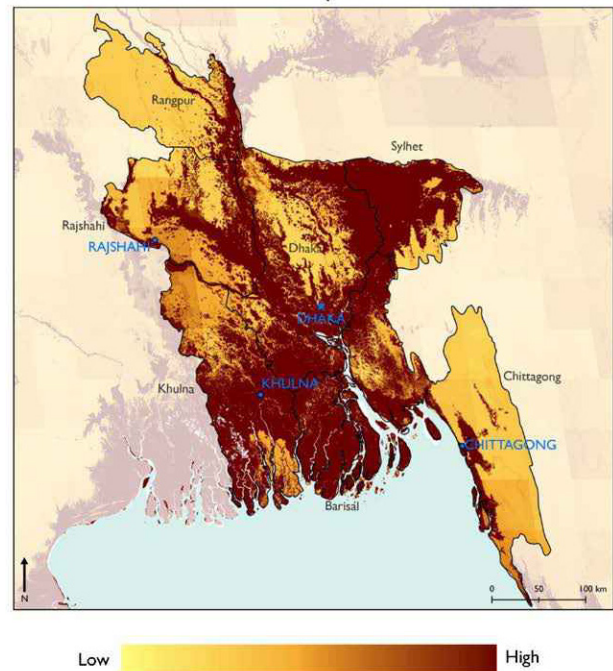 Rangpur
Sylhet
Rajshahi
RAJSHAHI
Dhaka
DHAKA
Khulna
KHULNA
Chittagong
CHITTAGONG
Barisal
N
0 50 100 km
Low High